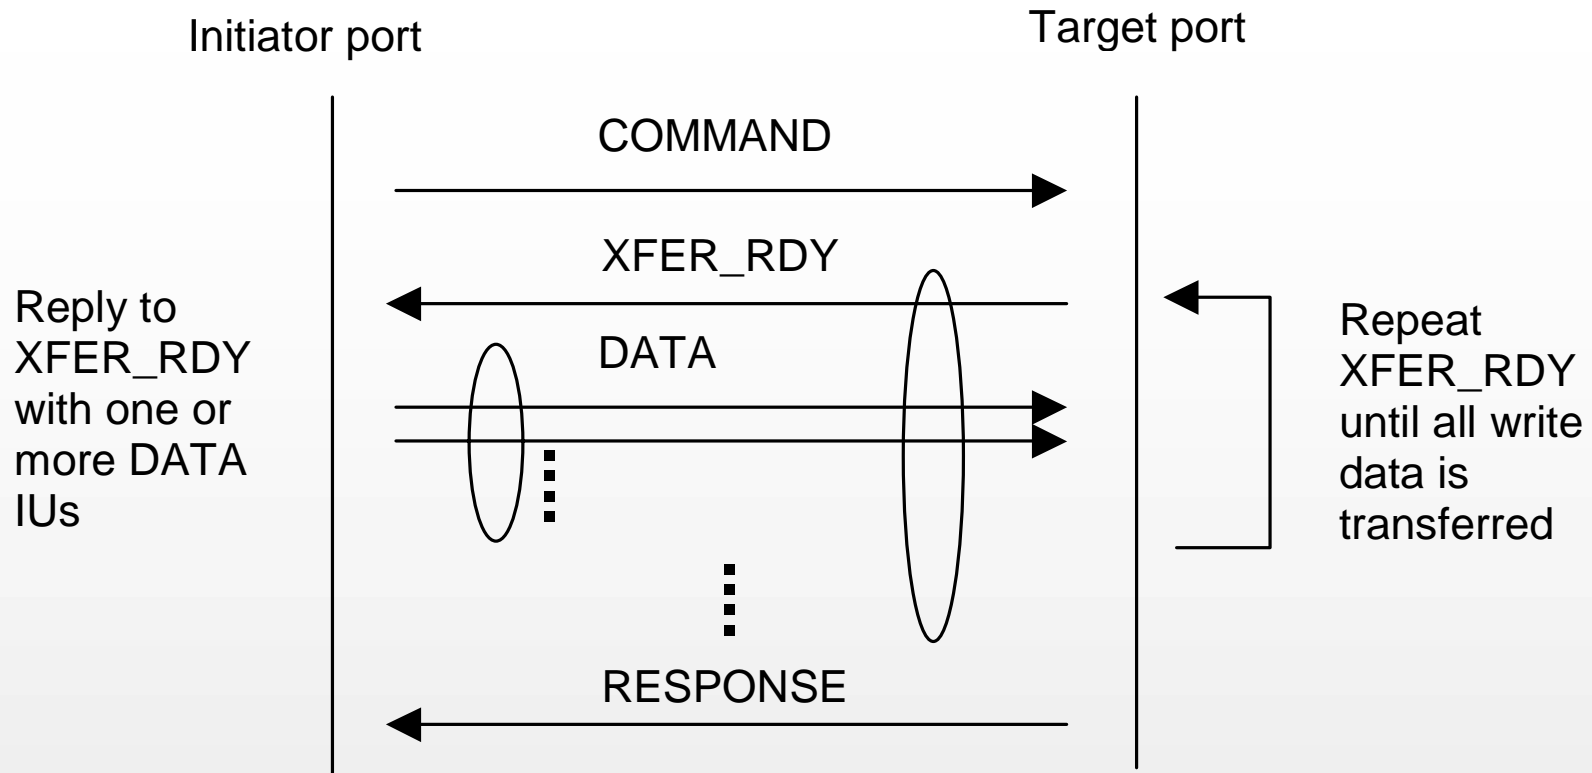 Initiator port
Target port
COMMAND
XFER_RDY
Reply to
XFER_RDY
with one or
more DATA
IUs
DATA
Repeat
XFER_RDY
until all write
data is
transferred
RESPONSE